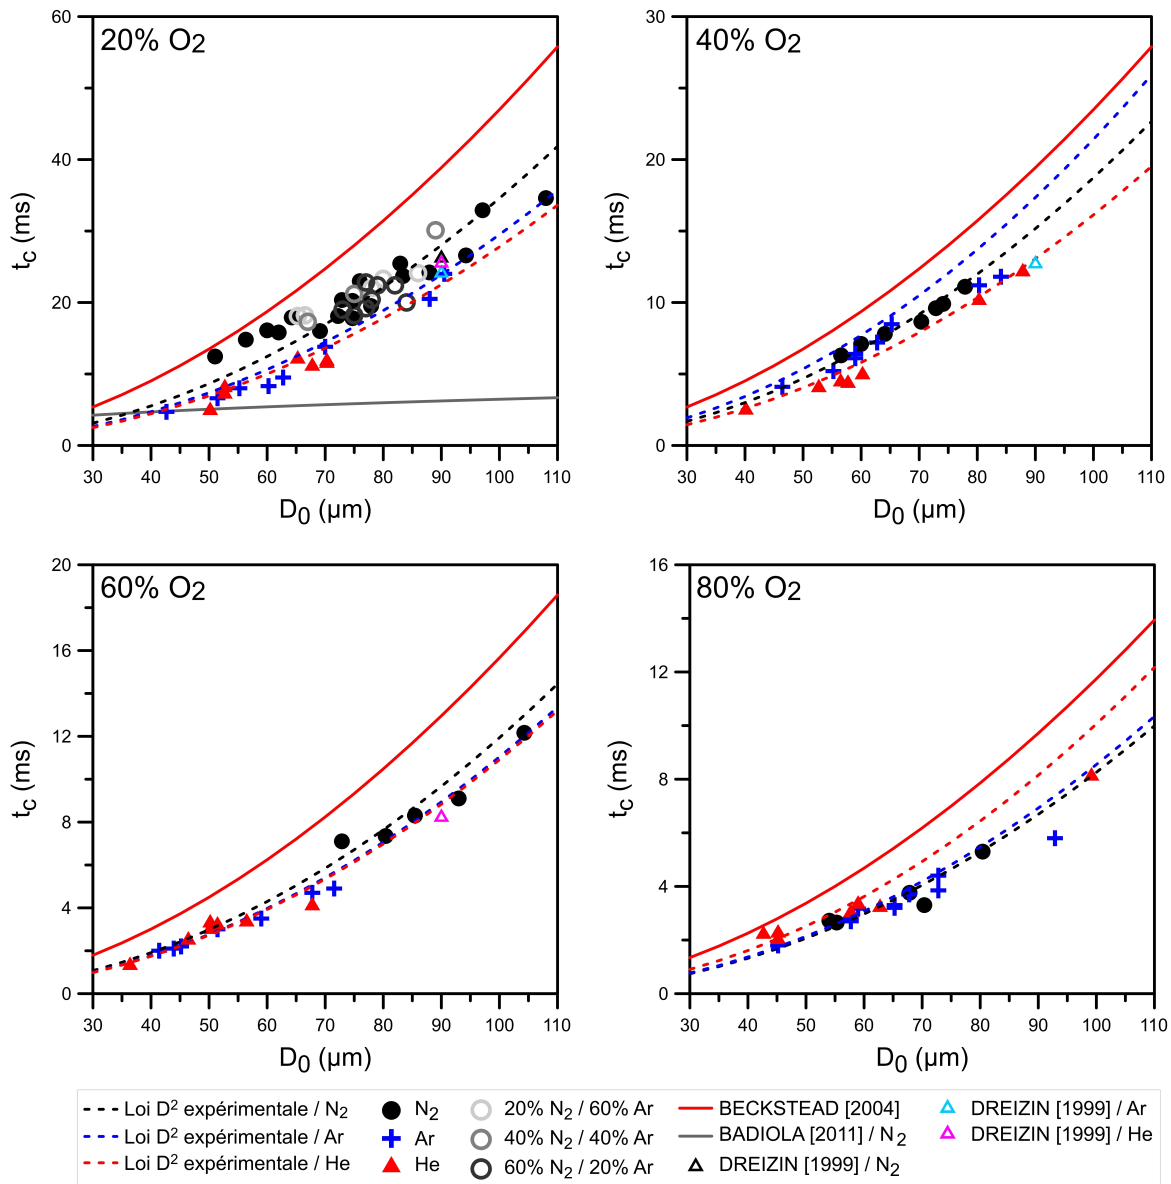 20% O2
60
40
20
0
tc (ms)
30 40 50 60 70 80 90 100 110
D0 (µm)
40% O2
30
20
10
0
tc (ms)
30 40 50 60 70 80 90 100 110
D0 (µm)
60% O2
20
16
12
8
4
0
tc (ms)
30 40 50 60 70 80 90 100 110
D0 (µm)
80% O2
16
12
8
4
0
tc (ms)
30 40 50 60 70 80 90 100 110
D0 (µm)
Loi D² expérimentale / N2
Loi D² expérimentale / Ar
Loi D² expérimentale / He
N2
Ar
He
20% N2 / 60% Ar
40% N2 / 40% Ar
60% N2 / 20% Ar
BECKSTEAD [2004]
BADIOLA [2011] / N2
DREIZIN [1999] / N2
DREIZIN [1999] / Ar
DREIZIN [1999] / He